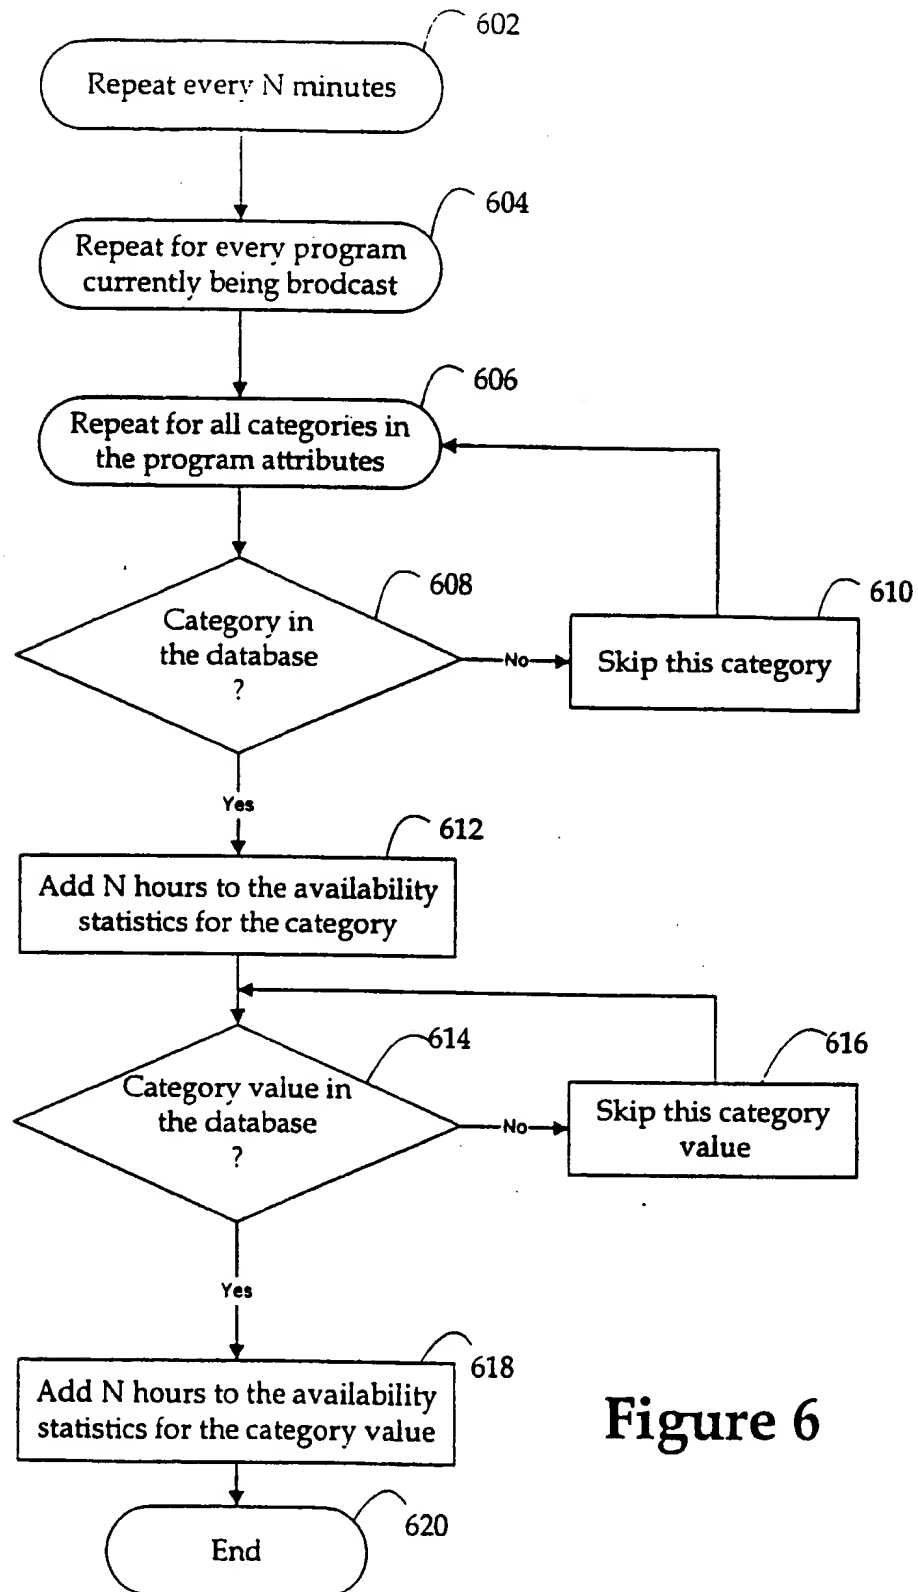 602
Repeat every N minutes
604
Repeat for every program
currently being brodcast
606
Repeat for all categories in
the program attributes
608
Category in
the database
?
610
No
Skip this category
Yes
612
Add N hours to the availability
statistics for the category
614
Category value in
the database
?
616
No
Skip this category
value
Yes
618
Add N hours to the availability
statistics for the category value
Figure 6
620
End